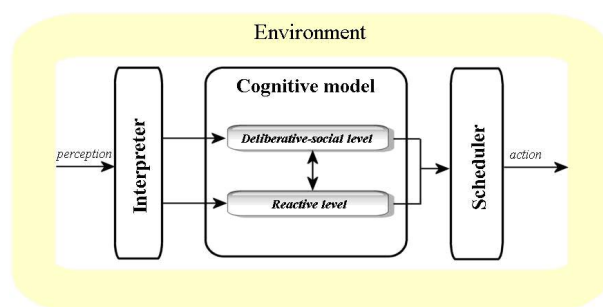 Environment
Cognitive model
perception
Interpreter
Deliberative-social level
Reactive level
Scheduler
action